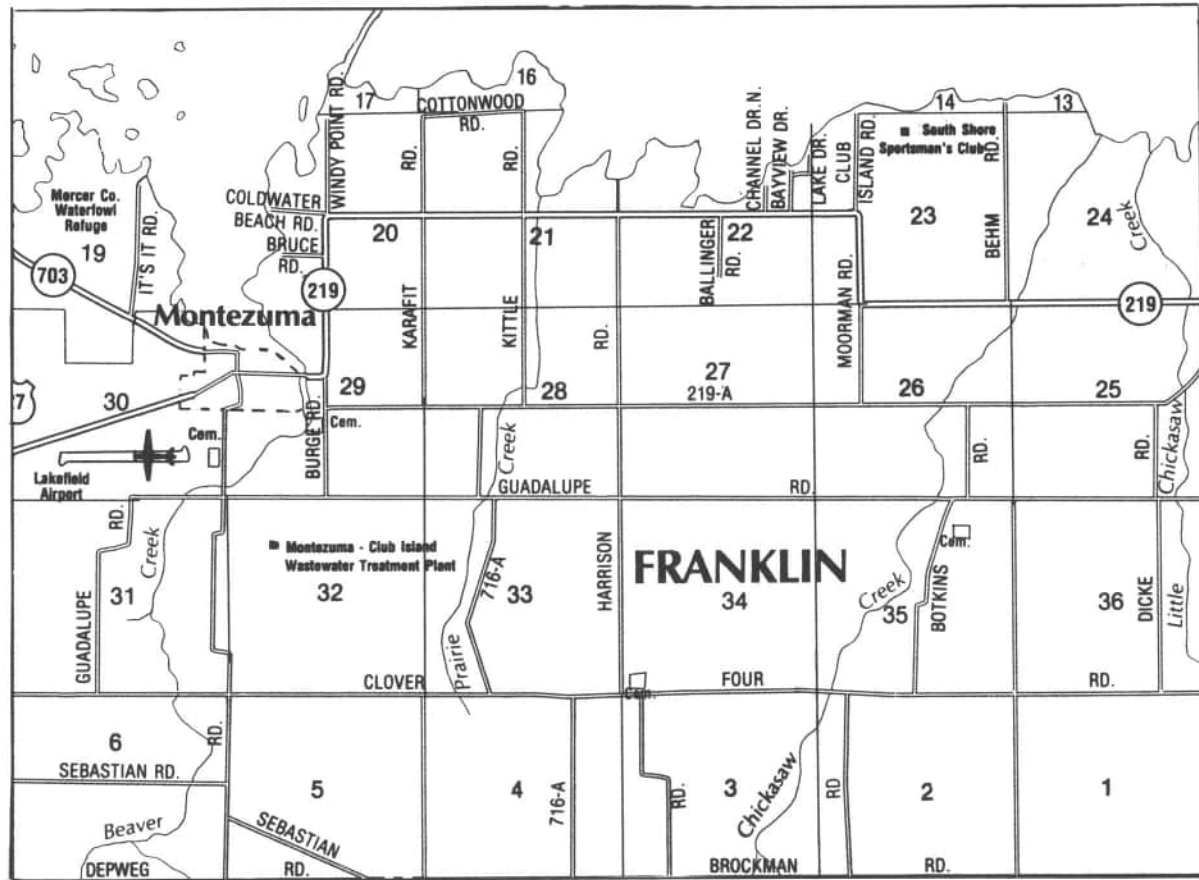 16
17
COTTONWOOD
RD.
14
13
WINDY POINT RD.
RD.
RD.
CHANNEL DR. N.
BAYVIEW DR.
LAKE DR.
CLUB
ISLAND RD.
South Shore
Sportsman's Club
RD.
Mercer Co.
Waterfowl
Refuge
19
IT'S IT RD.
COLDWATER
BEACH RD.
BRUCE
RD.
20
21
22
23
24
BEHM
Creek
703
219
BALLINGER
RD.
219
Montezuma
KARAFIT
KITTLE
RD.
MOORMAN RD.
27
30
29
28
27
219-A
26
25
Cem.
BURGE RD.
Cem.
Creek
RD.
RD.
Chickasaw
Lakefield
Airport
GUADALUPE
RD.
RD.
Creek
Montezuma - Club Island
Wastewater Treatment Plant
716-A
FRANKLIN
Cem.
31
32
33
HARRISON
34
Creek
35
BOTKINS
36
DICKE
Little
GUADALUPE
Prairie
CLOVER
FOUR
RD.
Cem.
6
RD.
SEBASTIAN RD.
5
4
716-A
RD.
3
Chickasaw
RD
2
1
Beaver
SEBASTIAN
RD.
DEPWEG
BROCKMAN
RD.